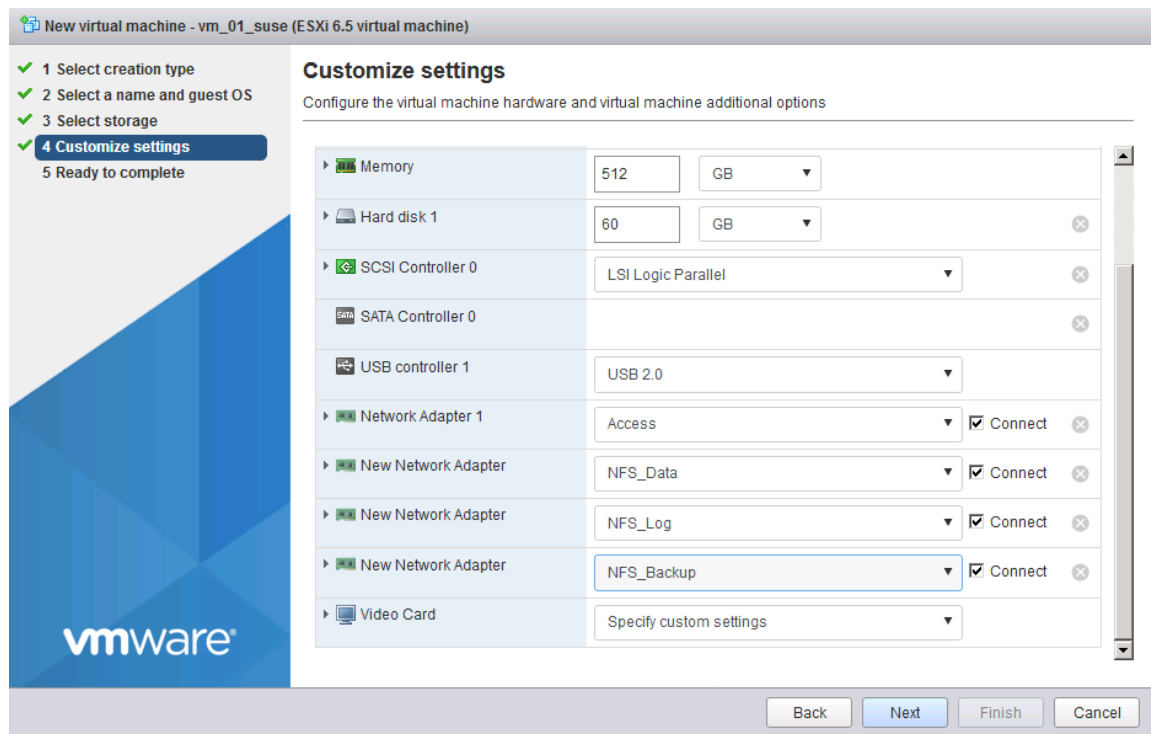 New virtual machine - vm_01_suse (ESXi 6.5 virtual machine)
1 Select creation type
2 Select a name and guest OS
3 Select storage
4 Customize settings
5 Ready to complete
vmware®
Customize settings
Configure the virtual machine hardware and virtual machine additional options
Memory 512 GB
Hard disk 1 60 GB
SCSI Controller 0 LSI Logic Parallel
SATA SATA Controller 0
USB controller 1 USB 2.0
Network Adapter 1 Access Connect
New Network Adapter NFS_Data Connect
New Network Adapter NFS_Log Connect
New Network Adapter NFS_Backup Connect
Video Card Specify custom settings
Back Next Finish Cancel